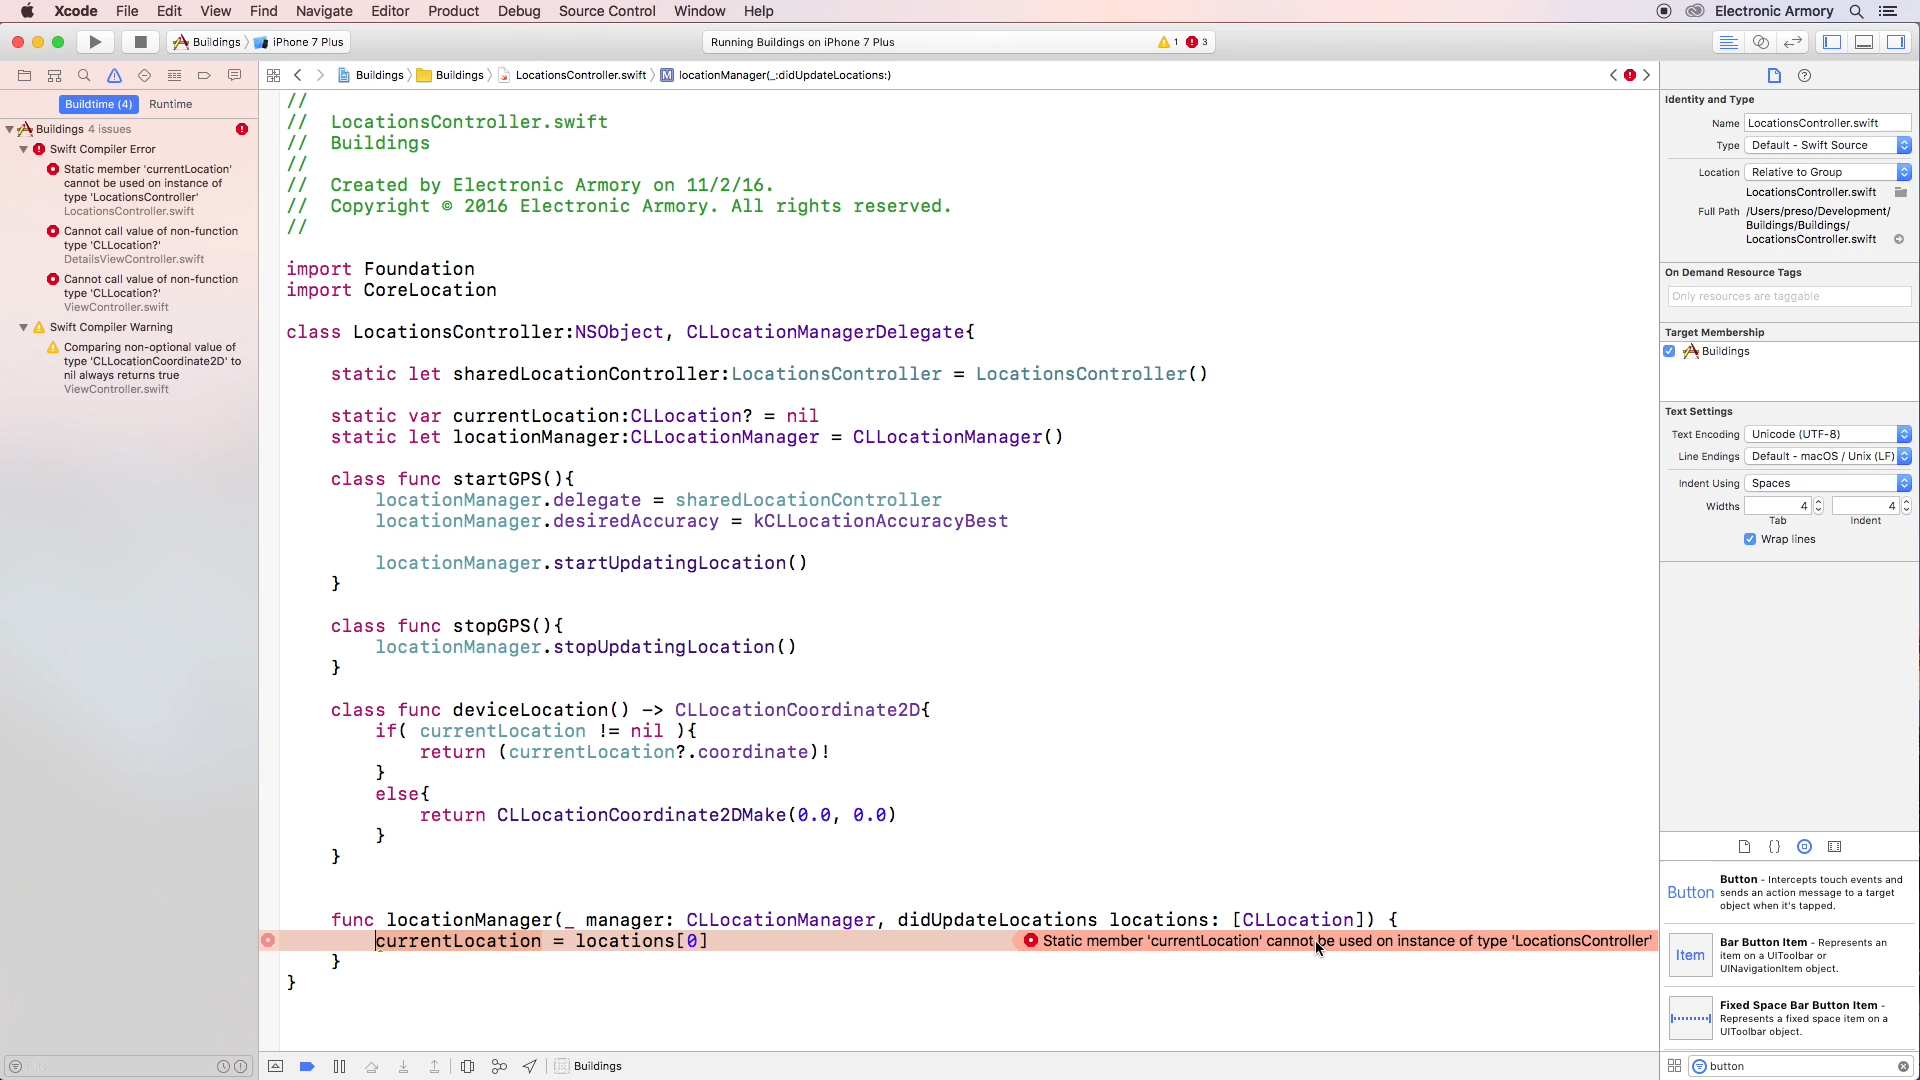 Xcode File Edit View Find Navigate Editor Product Debug Source Control Window Help Electronic Armory
Buildings iPhone 7 Plus Running Buildings on iPhone 7 Plus 1 3
Buildings Buildings LocationsController.swift M locationManager(_:didUpdateLocations:)
Buildtime (4) Runtime
Buildings 4 issues
Swift Compiler Error
Static member 'currentLocation'
cannot be used on instance of
type 'LocationsController'
LocationsController.swift
Cannot call value of non-function
type 'CLLocation?'
DetailsViewController.swift
Cannot call value of non-function
type 'CLLocation?'
ViewController.swift
Swift Compiler Warning
Comparing non-optional value of
type 'CLLocationCoordinate2D' to
nil always returns true
ViewController.swift
//
// LocationsController.swift
// Buildings
//
// Created by Electronic Armory on 11/2/16.
// Copyright © 2016 Electronic Armory. All rights reserved.
//
import Foundation
import CoreLocation
class LocationsController:NSObject, CLLocationManagerDelegate{
static let sharedLocationController:LocationsController = LocationsController()
static var currentLocation:CLLocation? = nil
static let locationManager:CLLocationManager = CLLocationManager()
class func startGPS(){
locationManager.delegate = sharedLocationController
locationManager.desiredAccuracy = kCLLocationAccuracyBest
locationManager.startUpdatingLocation()
}
class func stopGPS(){
locationManager.stopUpdatingLocation()
}
class func deviceLocation() -> CLLocationCoordinate2D{
if( currentLocation != nil ){
return (currentLocation?.coordinate)!
}
else{
return CLLocationCoordinate2DMake(0.0, 0.0)
}
}
func locationManager(_ manager: CLLocationManager, didUpdateLocations locations: [CLLocation]) {
currentLocation = locations[0] Static member 'currentLocation' cannot be used on instance of type 'LocationsController'
}
}
Buildings
Identity and Type
Name LocationsController.swift
Type Default - Swift Source
Location Relative to Group
LocationsController.swift
Full Path /Users/preso/Development/
Buildings/Buildings/
LocationsController.swift
On Demand Resource Tags
Only resources are taggable
Target Membership
Buildings
Text Settings
Text Encoding Unicode (UTF-8)
Line Endings Default - macOS / Unix (LF)
Indent Using Spaces
Widths 4 4
Tab Indent
Wrap lines
{}
Button Button - Intercepts touch events and
sends an action message to a target
object when it's tapped.
Item Bar Button Item - Represents an
item on a UIToolbar or
UINavigationItem object.
Fixed Space Bar Button Item -
Represents a fixed space item on a
UIToolbar object.
button